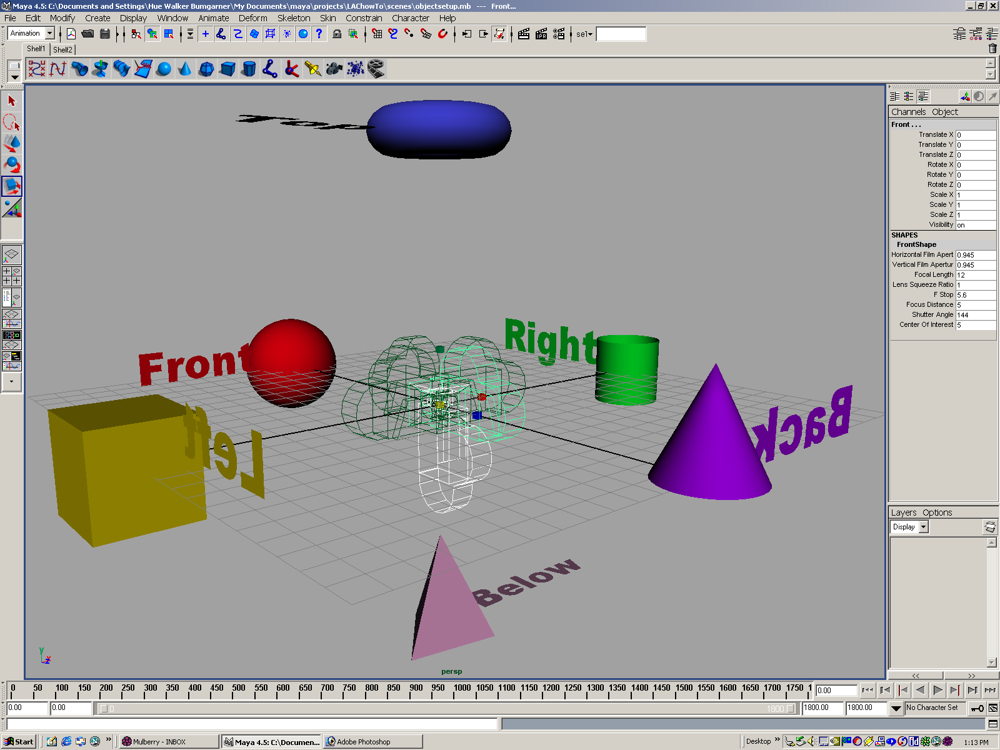 Maya 4.5: C:\Documents and Settings\Hue Walker Bumgarner\My Documents\maya\projects\LAChowTo\scenes\objectsetup.mb --- Front...
File Edit Modify Create Display Window Animate Deform Skeleton Skin Constrain Character Help
Animation
IPR
sel
Shelf1 Shelf2
Channels Object
Front . . .
Translate X 0
Translate Y 0
Translate Z 0
Rotate X 0
Rotate Y 0
Rotate Z 0
Scale X 1
Scale Y 1
Scale Z 1
Visibility on
SHAPES
FrontShape
Horizontal Film Apert 0.945
Vertical Film Apertur 0.945
Focal Length 12
Lens Squeeze Ratio 1
F Stop 5.6
Focus Distance 5
Shutter Angle 144
Center Of Interest 5
Top
Right
Front
Back
Left
Below
y
z x
persp
Layers Options
Display
<< >>
0 50 100 150 200 250 300 350 400 450 500 550 600 650 700 750 800 850 900 950 1000 1050 1100 1150 1200 1250 1300 1350 1400 1450 1500 1550 1600 1650 1700 1750 1
0.00
0.00 0.00 0 1800 1800.00 1800.00 No Character Set
Start » Mulberry - INBOX Maya 4.5: C:\Documen... Adobe Photoshop Desktop » 1:13 PM